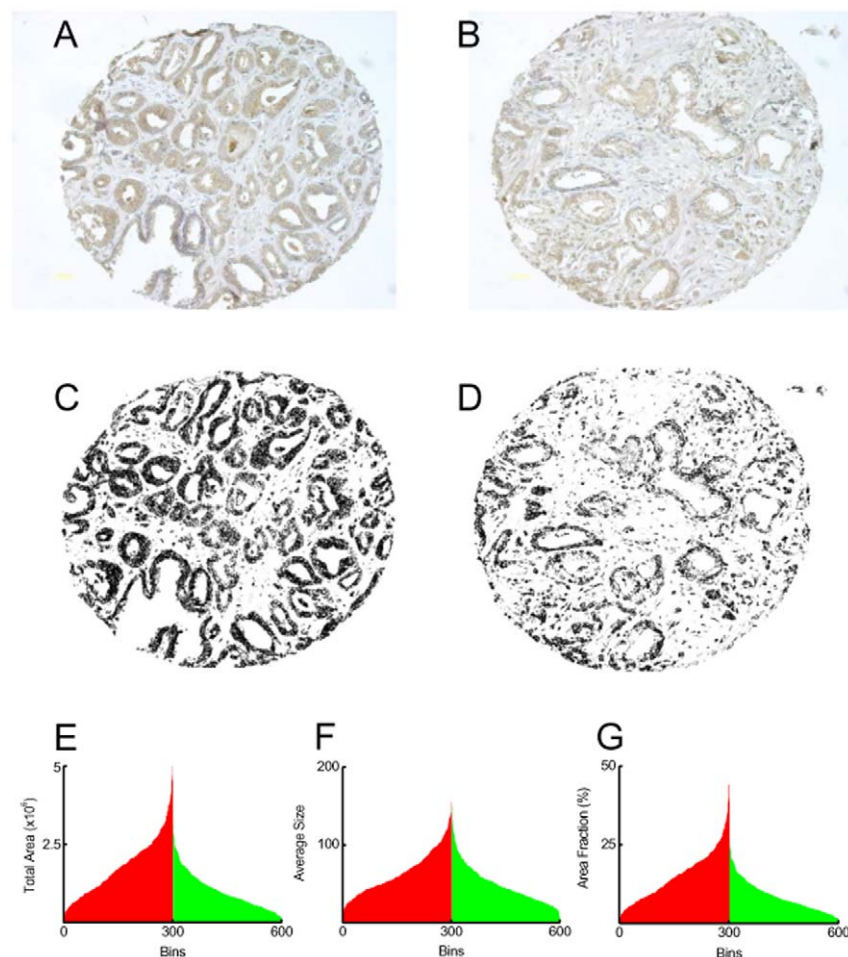 A
B
C
D
E
F
G
Total Area (x10⁶)
5
2.5
0
300
600
Bins
Average Size
200
100
0
300
600
Bins
Area Fraction (%)
50
25
0
300
600
Bins